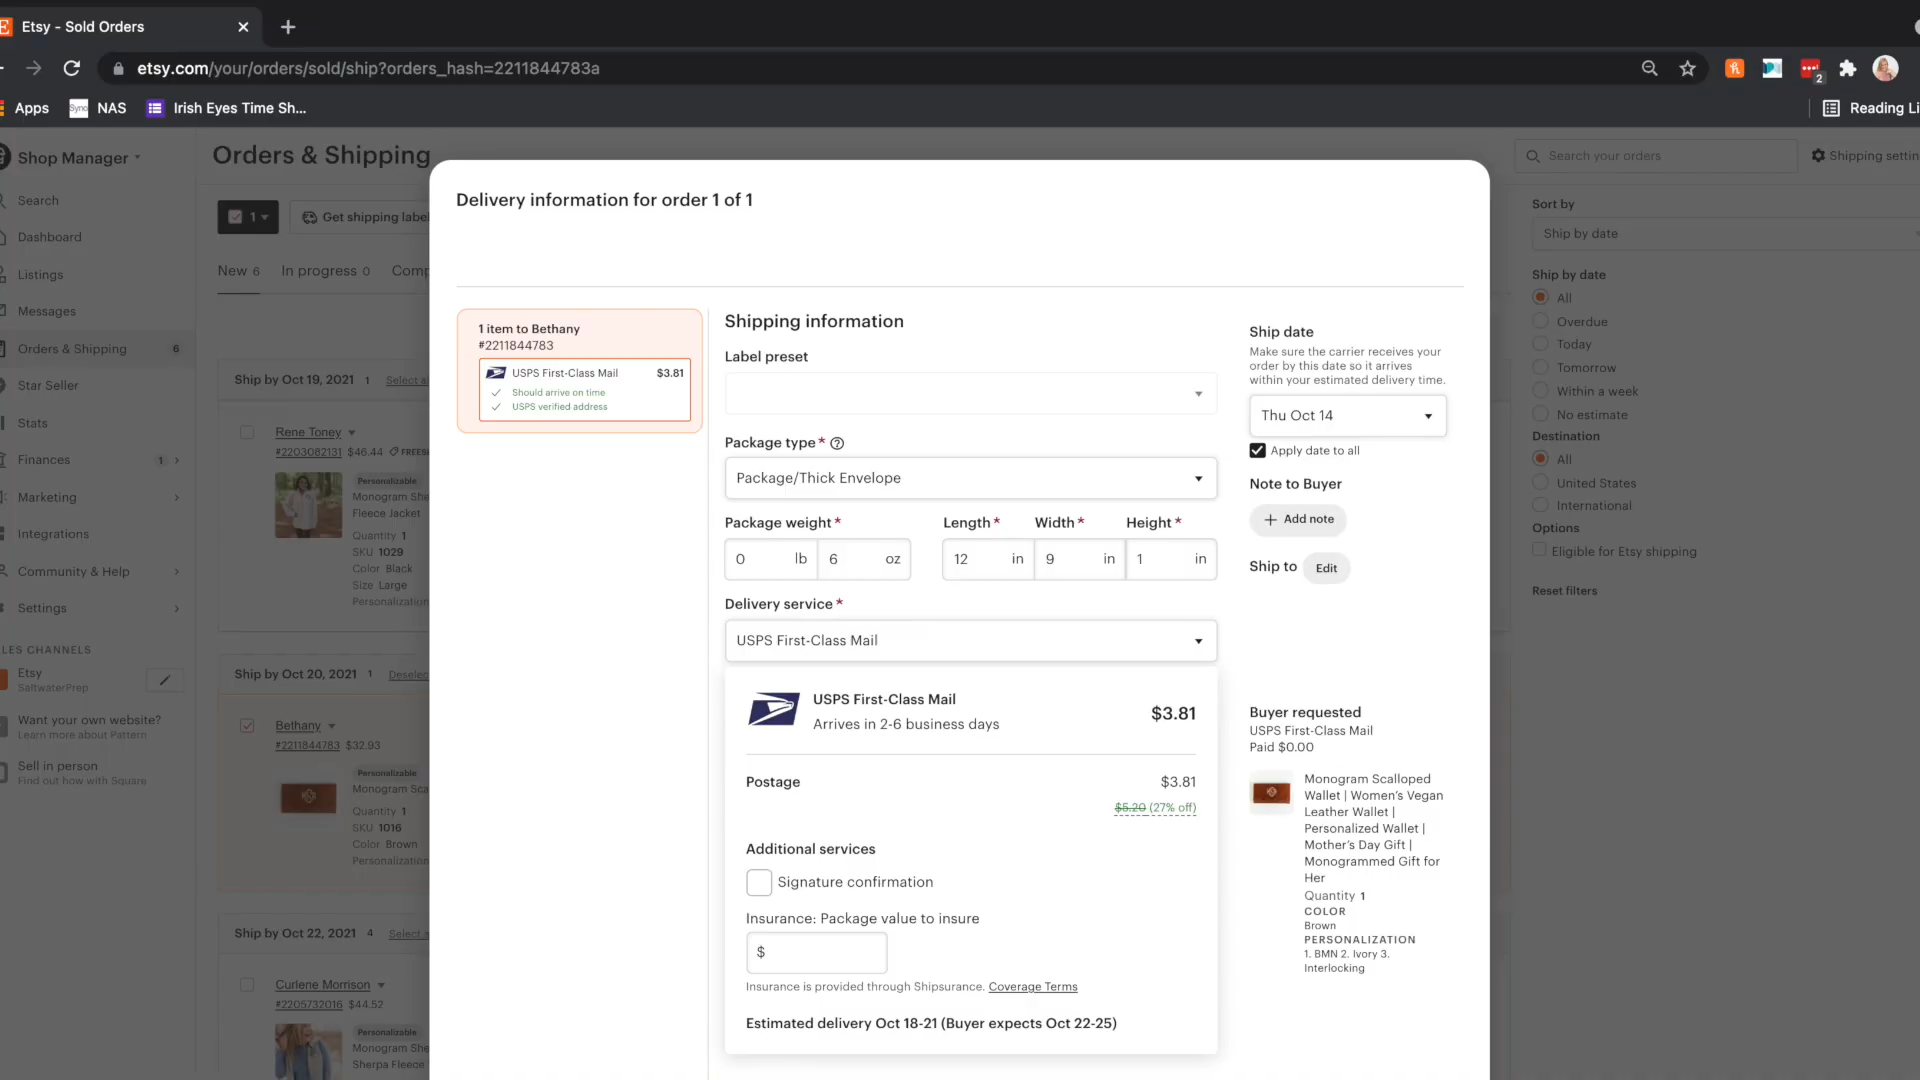 Etsy - Sold Orders
etsy.com/your/orders/sold/ship?orders_hash=2211844783a
2
Apps
Syno
NAS
Irish Eyes Time Sh...
Reading Li
Shop Manager
Search
Dashboard
Listings
Messages
Orders & Shipping 6
Star Seller
Stats
Finances 1
Marketing
Integrations
Community & Help
Settings
LES CHANNELS
Etsy
SaltwaterPrep
Want your own website?
Learn more about Pattern
Sell in person
Find out how with Square
Orders & Shipping
1
Get shipping label
New 6
In progress 0
Comp
Ship by Oct 19, 2021 1 Select a
Rene Toney
#2203082131 $46.44 FREESH
Personalizable
Monogram She
Fleece Jacket
Quantity 1
SKU 1029
Color Black
Size Large
Personalization
Ship by Oct 20, 2021 1 Deselec
Bethany
#2211844783 $32.93
Personalizable
Monogram Sca
Quantity 1
SKU 1016
Color Brown
Personalization
Ship by Oct 22, 2021 4 Select
Curlene Morrison
#2205732016 $44.52
Personalizable
Monogram She
Sherpa Fleece
Delivery information for order 1 of 1
1 item to Bethany
#2211844783
USPS First-Class Mail $3.81
Should arrive on time
USPS verified address
Shipping information
Label preset
Package type *
Package/Thick Envelope
Package weight * Length * Width * Height *
0 lb 6 oz 12 in 9 in 1 in
Delivery service *
USPS First-Class Mail
USPS First-Class Mail
Arrives in 2-6 business days
$3.81
Postage $3.81
$5.20 (27% off)
Additional services
Signature confirmation
Insurance: Package value to insure
$
Insurance is provided through Shipsurance. Coverage Terms
Estimated delivery Oct 18-21 (Buyer expects Oct 22-25)
Ship date
Make sure the carrier receives your
order by this date so it arrives
within your estimated delivery time.
Thu Oct 14
Apply date to all
Note to Buyer
+ Add note
Ship to Edit
Buyer requested
USPS First-Class Mail
Paid $0.00
Monogram Scalloped
Wallet | Women's Vegan
Leather Wallet |
Personalized Wallet |
Mother's Day Gift |
Monogrammed Gift for
Her
Quantity 1
COLOR
Brown
PERSONALIZATION
1. BMN 2. Ivory 3.
Interlocking
Search your orders
Shipping settin
Sort by
Ship by date
Ship by date
All
Overdue
Today
Tomorrow
Within a week
No estimate
Destination
All
United States
International
Options
Eligible for Etsy shipping
Reset filters